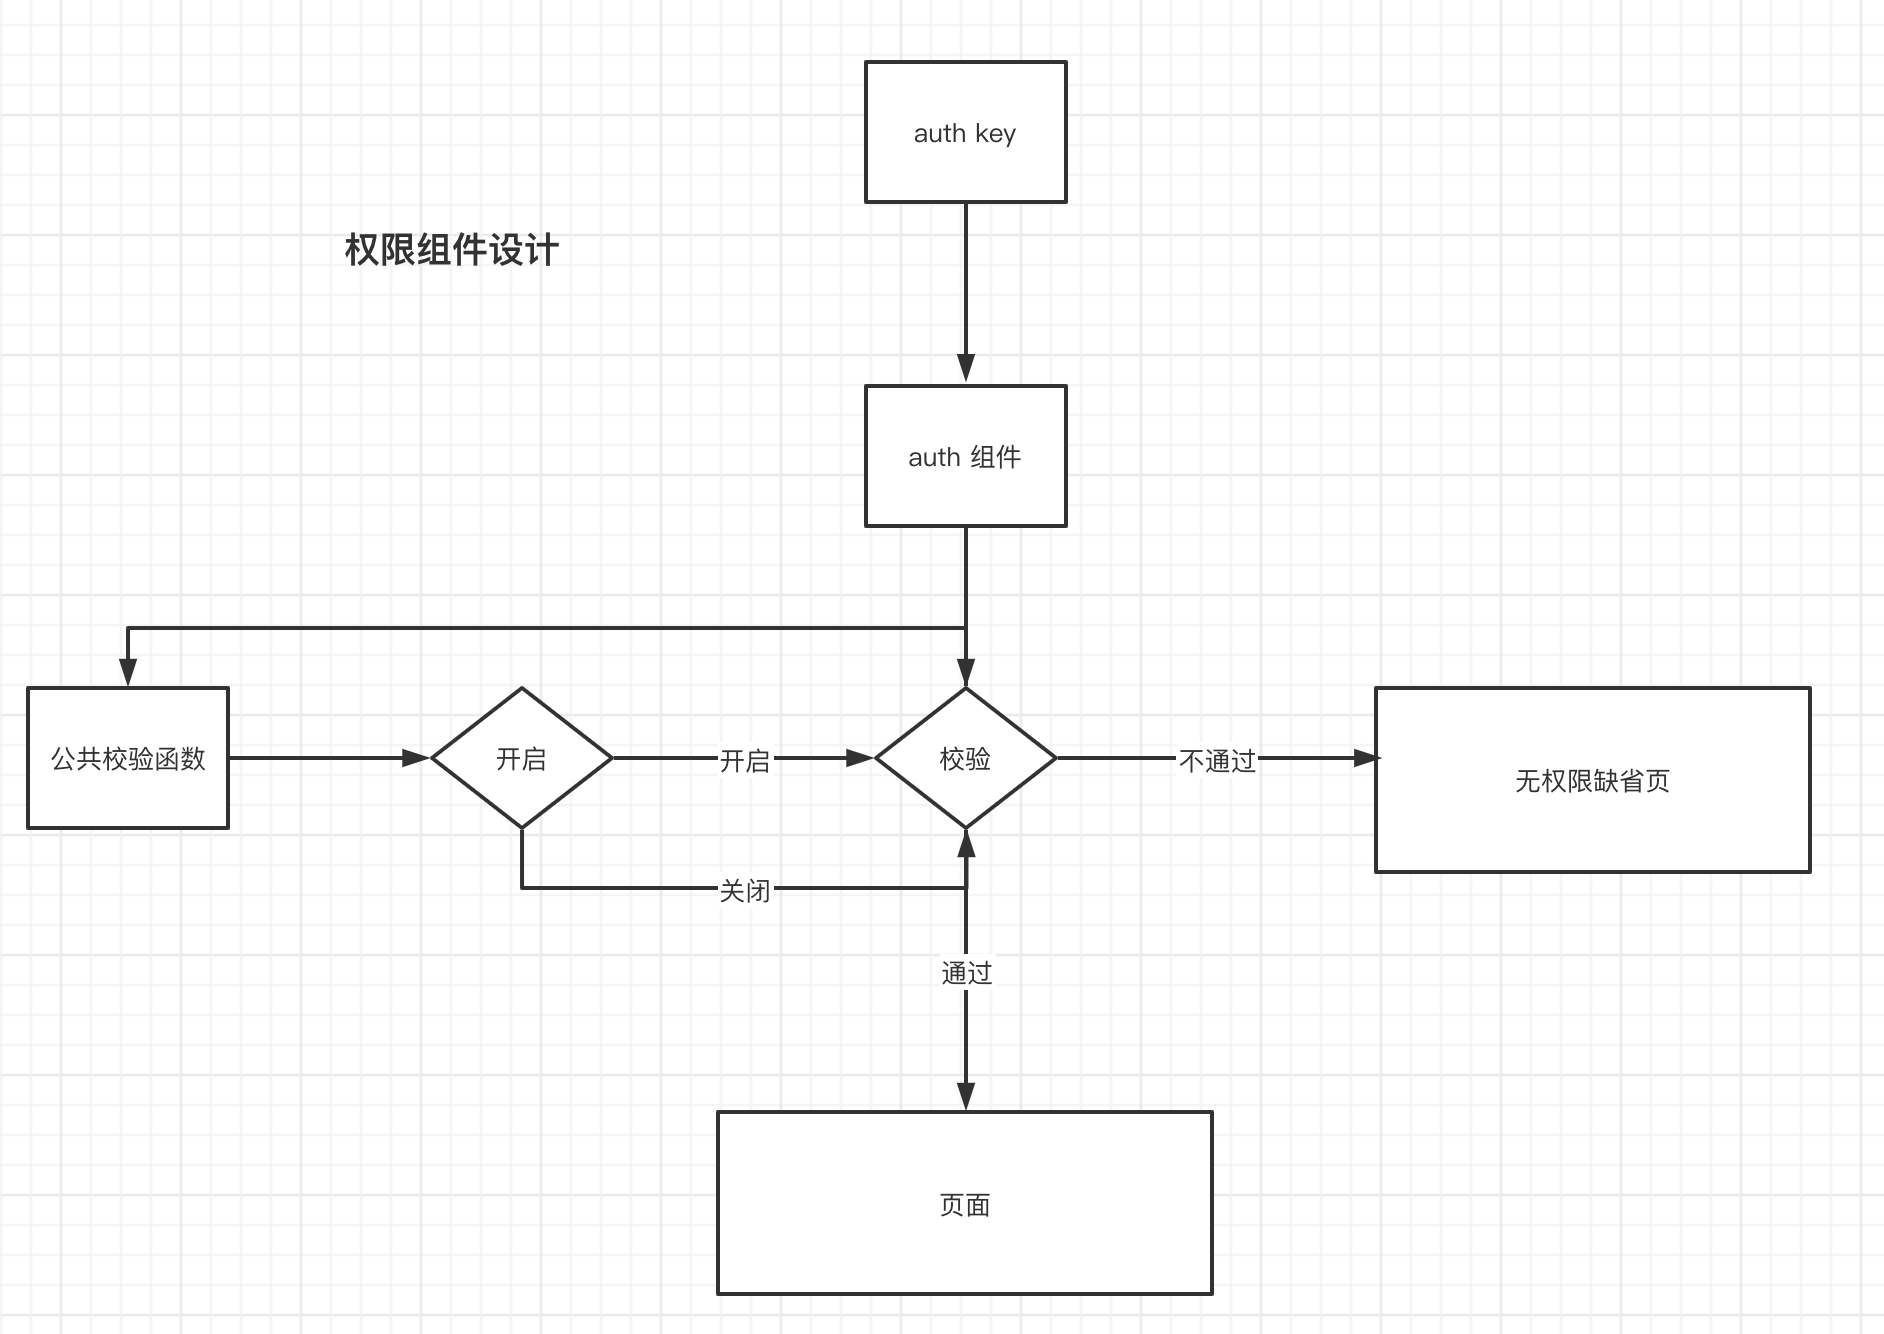 auth key
权限组件设计
auth 组件
公共校验函数
开启
开启
校验
不通过
无权限缺省页
关闭
通过
页面